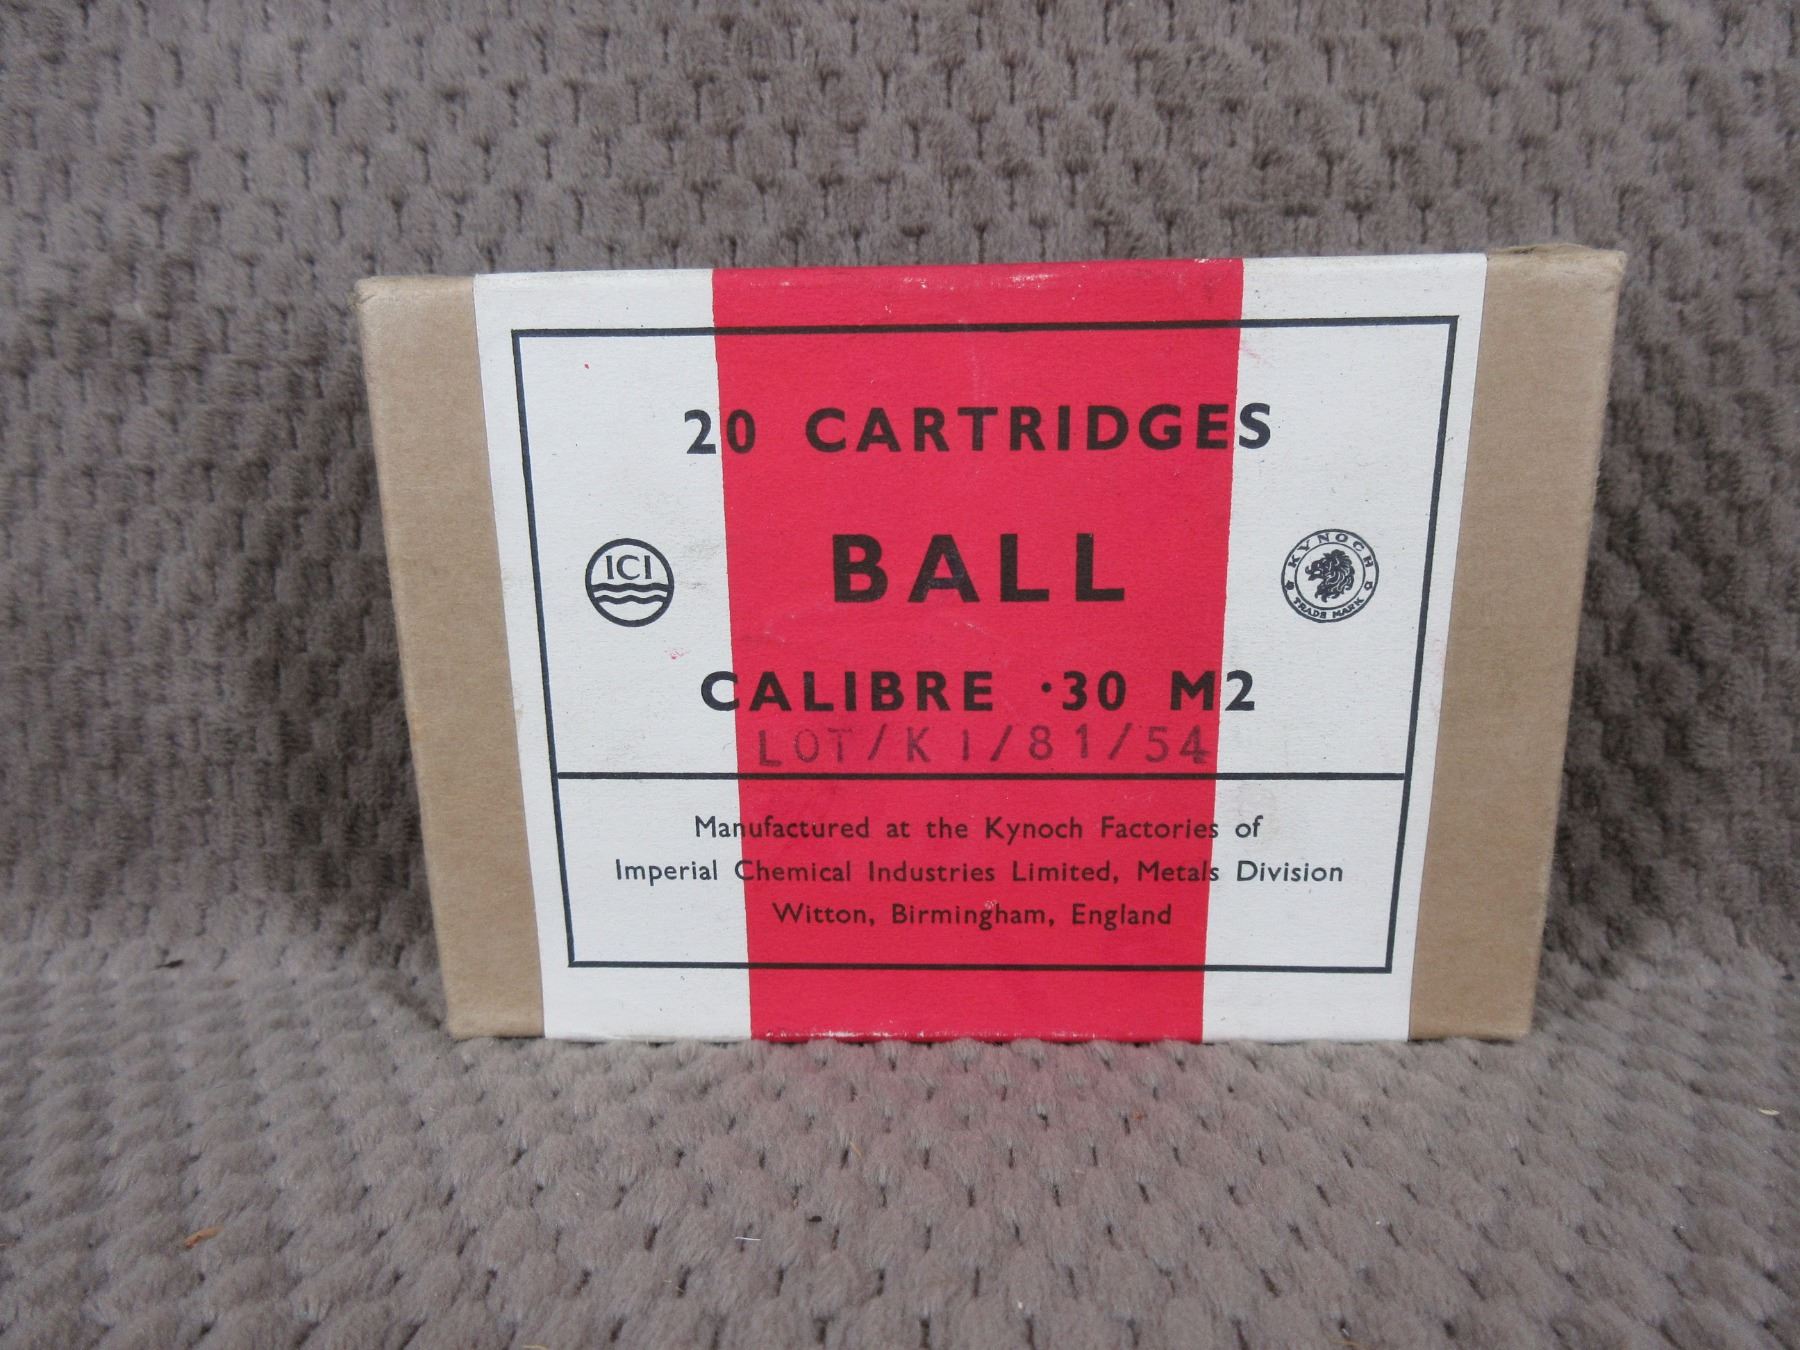 20 CARTRIDGES
BALL
ICI
KYNOCH
TRADE MARK
CALIBRE ·30 M2
LOT/K1/81/54
Manufactured at the Kynoch Factories of
Imperial Chemical Industries Limited, Metals Division
Witton, Birmingham, England